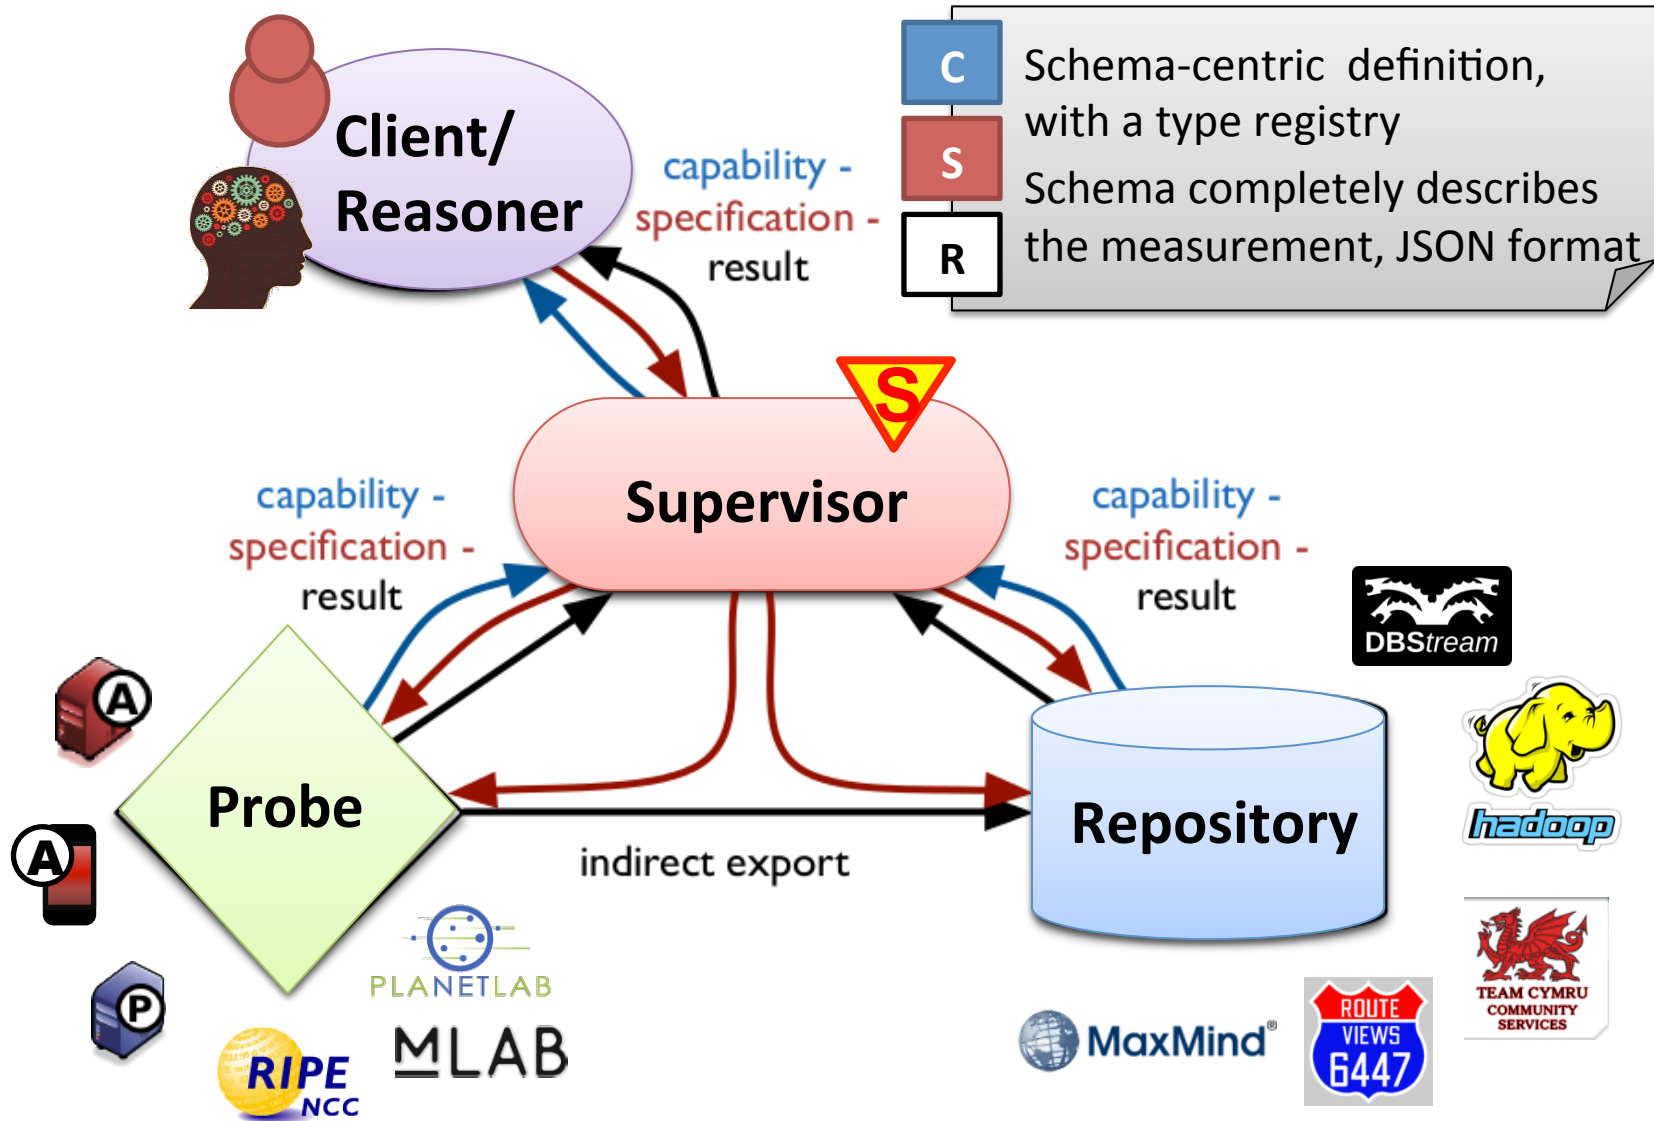 Client/
Reasoner
capability -
specification -
result
C
S
R
Schema-centric definition,
with a type registry
Schema completely describes
the measurement, JSON format
S
Supervisor
capability -
specification -
result
capability -
specification -
result
DBStream
A
Probe
A
P
indirect export
Repository
hadoop
PLANETLAB
MLAB
RIPE
NCC
MaxMind®
ROUTE
VIEWS
6447
TEAM CYMRU
COMMUNITY
SERVICES